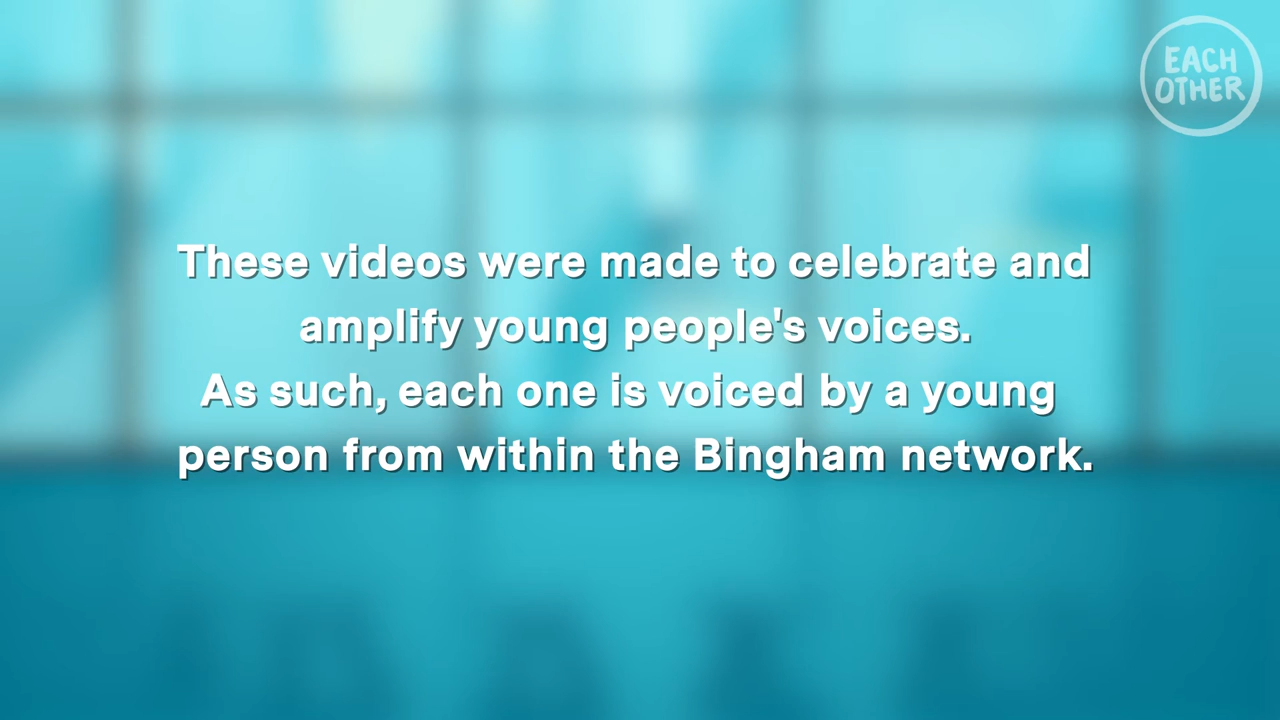 EACH
OTHER
These videos were made to celebrate and
amplify young people's voices.
As such, each one is voiced by a young
person from within the Bingham network.